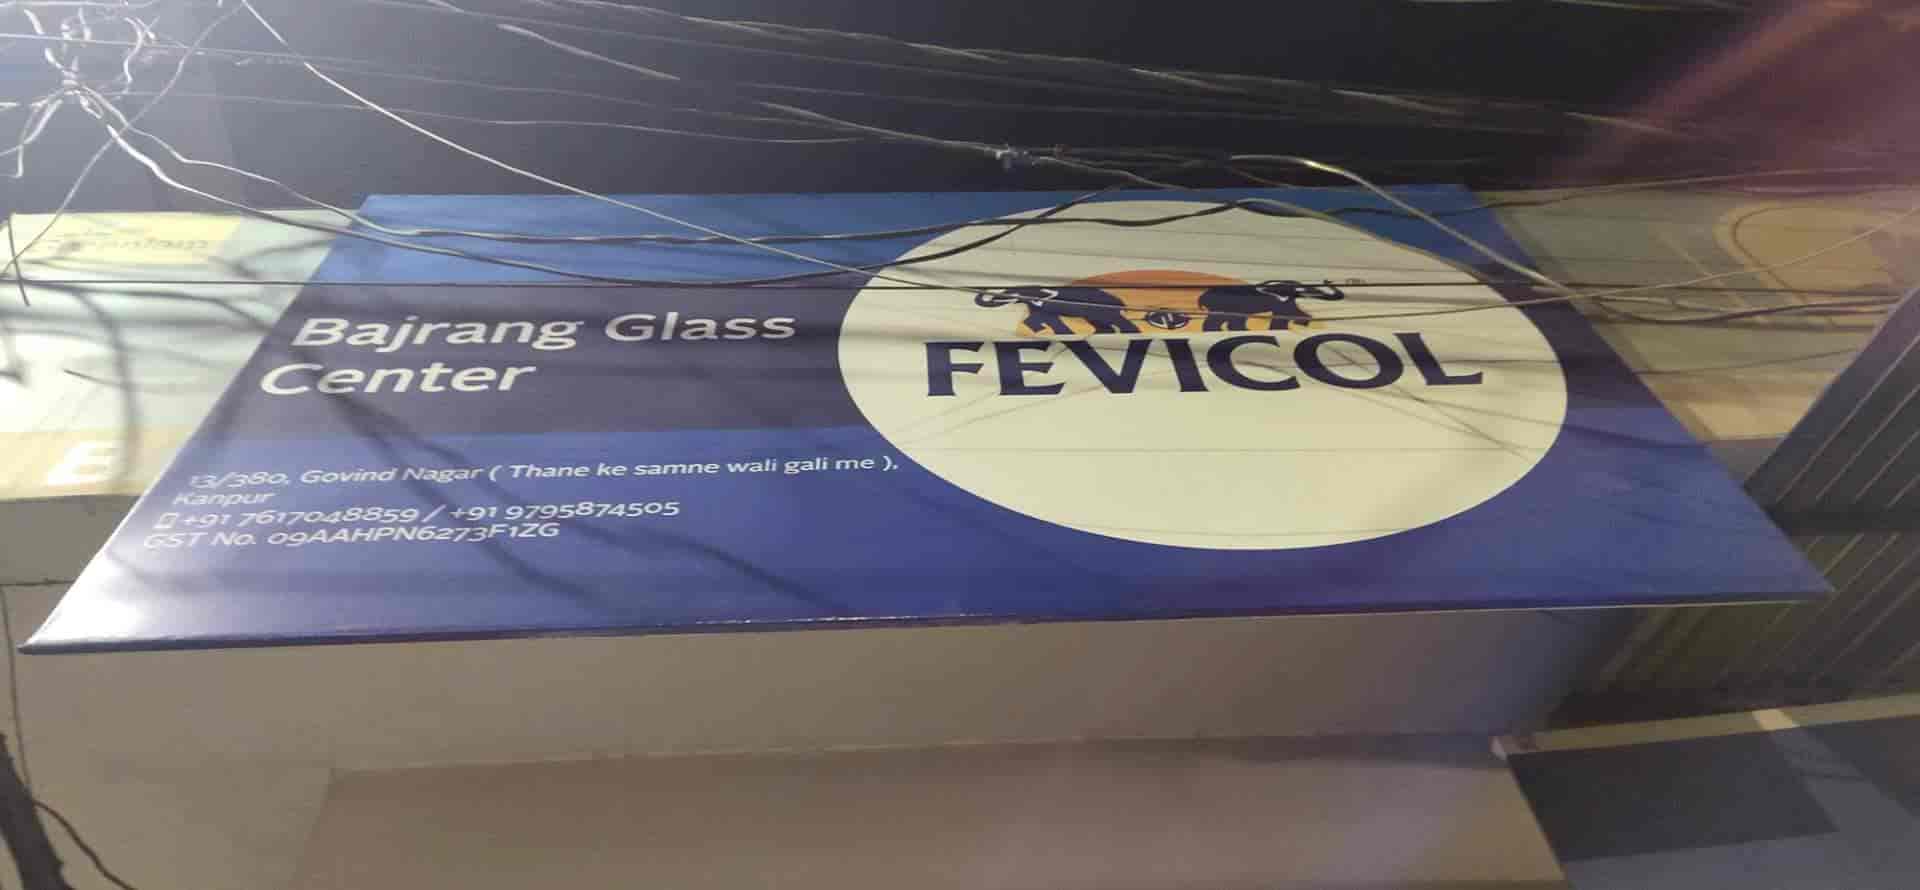 Bajrang Glass
Center
FEVICOL
13/380, Govind Nagar ( Thane ke samne wali gali me ),
Kanpur
+91 7617048859 / +91 9795874505
GST No. 09AAHPN6273F1ZG